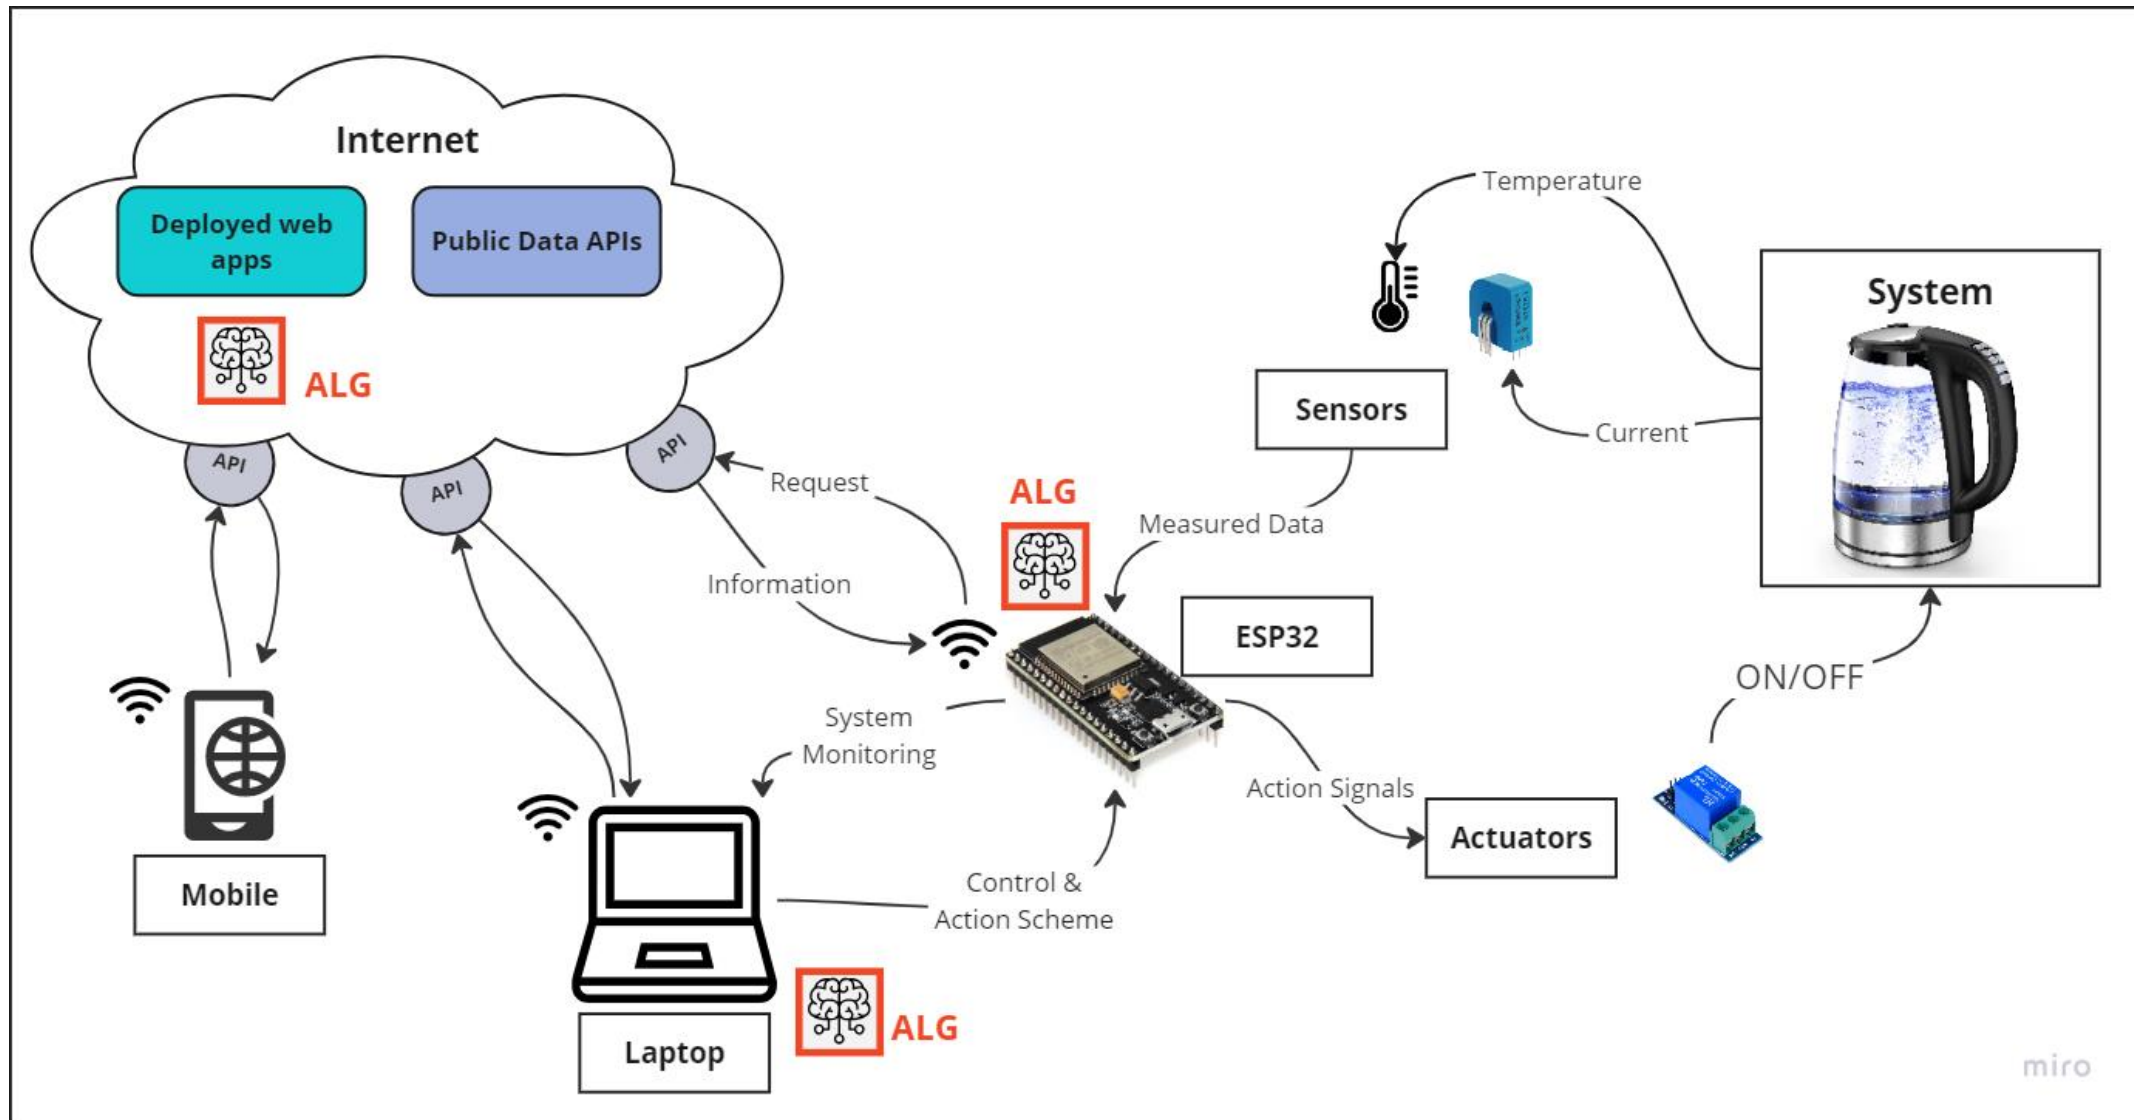 Internet
Deployed web
apps
Public Data APIs
ALG
API
API
API
Request
Information
Temperature
Current
Sensors
System
Measured Data
ALG
ESP32
System
Monitoring
Action Signals
ON/OFF
Actuators
Control &
Action Scheme
Mobile
Laptop
ALG
miro